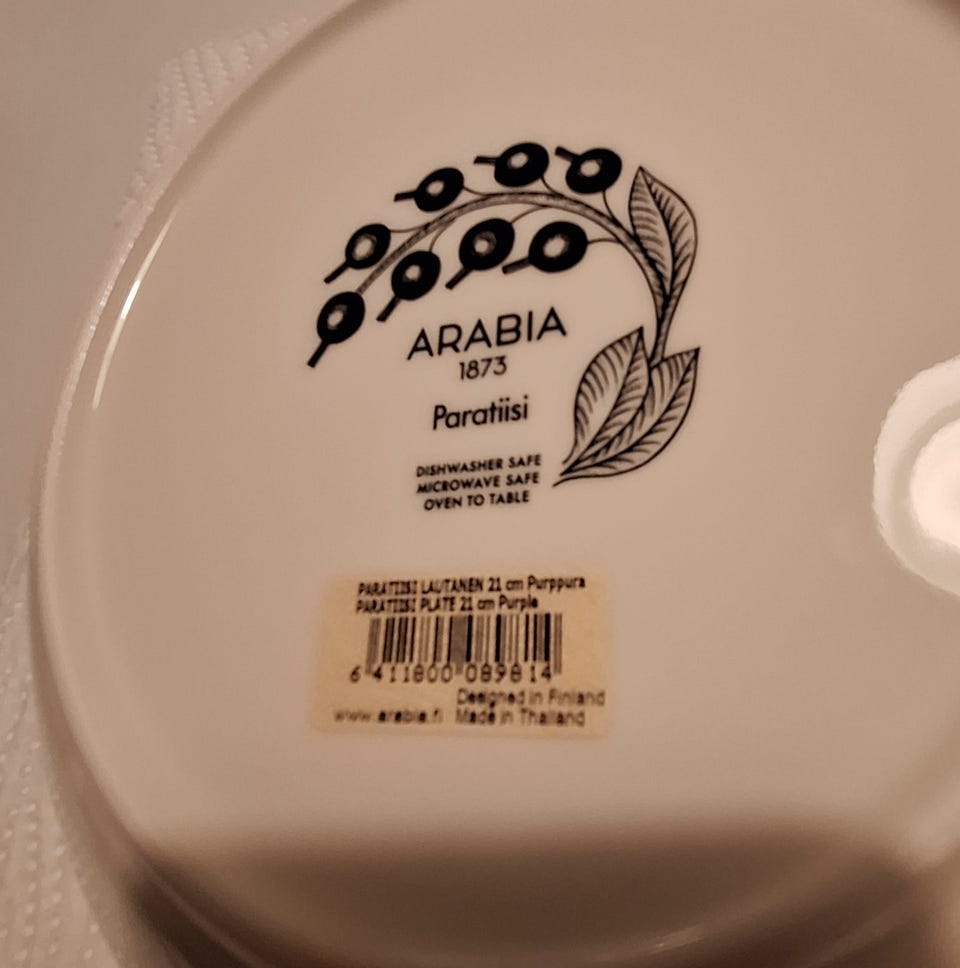 ARABIA
1873
Paratiisi
DISHWASHER SAFE
MICROWAVE SAFE
OVEN TO TABLE
PARATIISI LAUTANEN 21 cm Purppura
PARATIISI PLATE 21 cm Purple
6 411800 089814
Designed in Finland
www.arabia.fi Made in Thailand